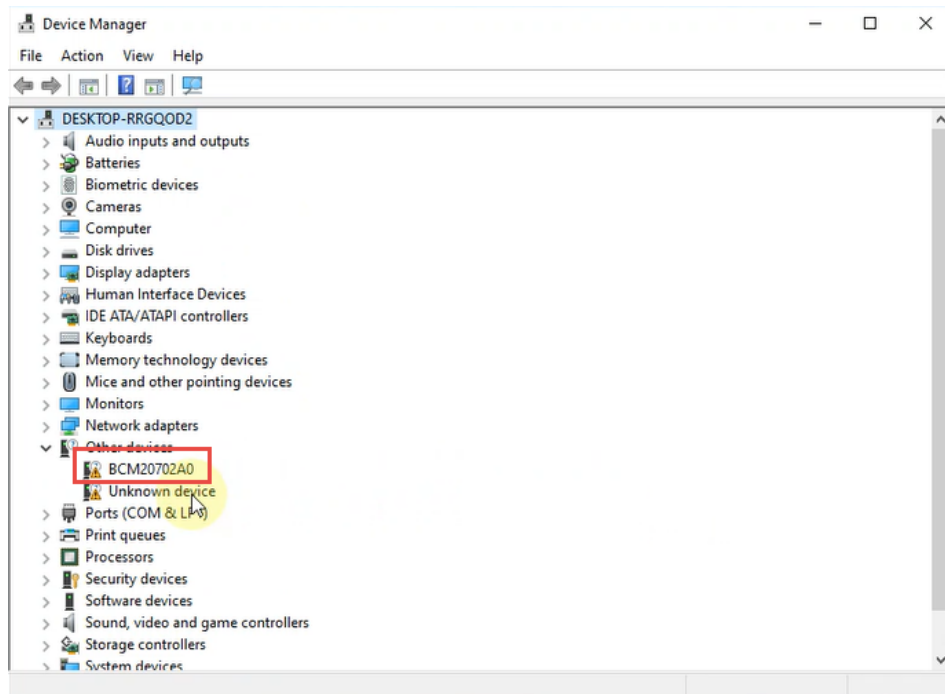 Device Manager
File Action View Help
DESKTOP-RRGQOD2
Audio inputs and outputs
Batteries
Biometric devices
Cameras
Computer
Disk drives
Display adapters
Human Interface Devices
IDE ATA/ATAPI controllers
Keyboards
Memory technology devices
Mice and other pointing devices
Monitors
Network adapters
Other devices
BCM20702A0
Unknown device
Ports (COM & LPT)
Print queues
Processors
Security devices
Software devices
Sound, video and game controllers
Storage controllers
System devices